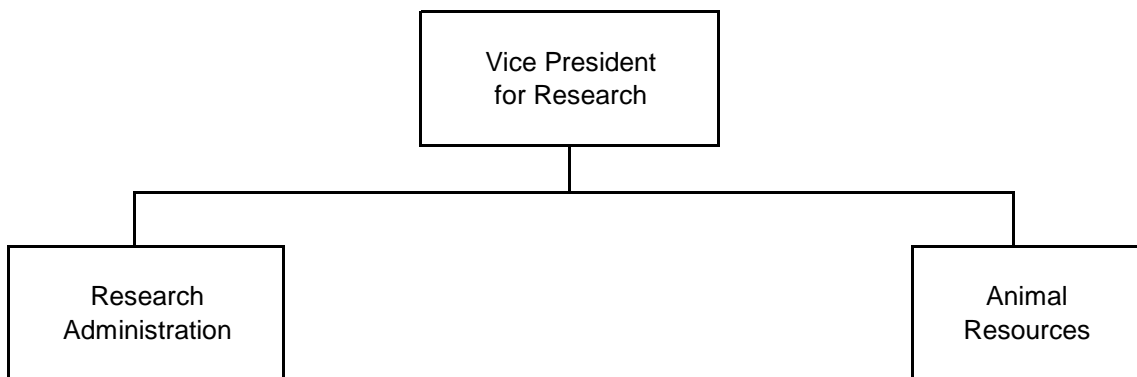 Vice President
for Research
Research
Administration
Animal
Resources